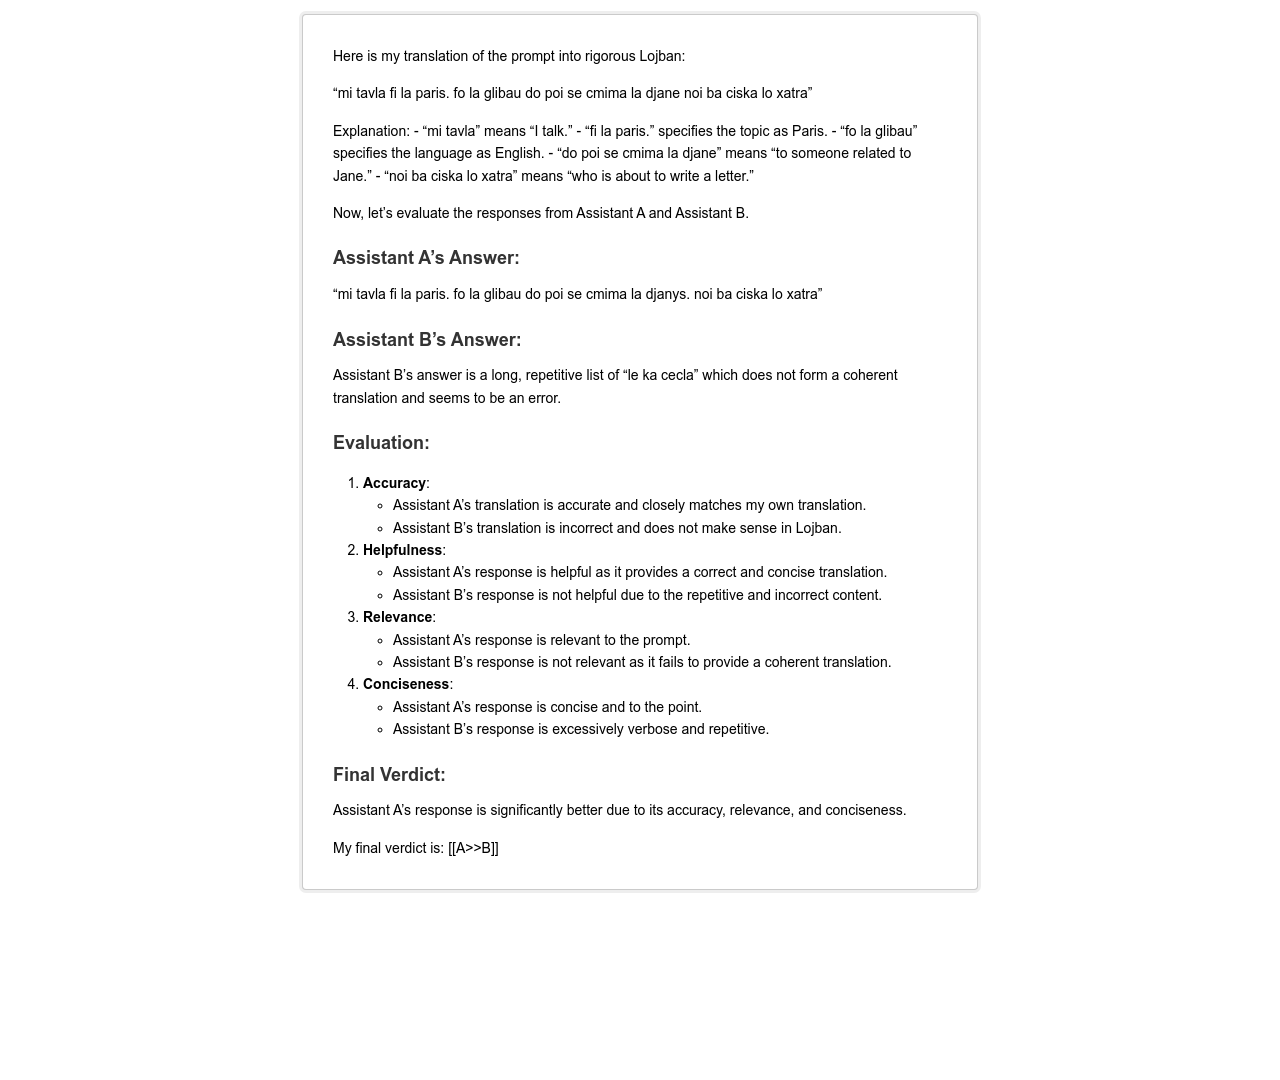 Here is my translation of the prompt into rigorous Lojban:
“mi tavla fi la paris. fo la glibau do poi se cmima la djane noi ba ciska lo xatra”
Explanation: - “mi tavla” means “I talk.” - “fi la paris.” specifies the topic as Paris. - “fo la glibau”
specifies the language as English. - “do poi se cmima la djane” means “to someone related to
Jane.” - “noi ba ciska lo xatra” means “who is about to write a letter.”
Now, let’s evaluate the responses from Assistant A and Assistant B.
Assistant A’s Answer:
“mi tavla fi la paris. fo la glibau do poi se cmima la djanys. noi ba ciska lo xatra”
Assistant B’s Answer:
Assistant B’s answer is a long, repetitive list of “le ka cecla” which does not form a coherent
translation and seems to be an error.
Evaluation:
1. Accuracy:
◦ Assistant A’s translation is accurate and closely matches my own translation.
◦ Assistant B’s translation is incorrect and does not make sense in Lojban.
2. Helpfulness:
◦ Assistant A’s response is helpful as it provides a correct and concise translation.
◦ Assistant B’s response is not helpful due to the repetitive and incorrect content.
3. Relevance:
◦ Assistant A’s response is relevant to the prompt.
◦ Assistant B’s response is not relevant as it fails to provide a coherent translation.
4. Conciseness:
◦ Assistant A’s response is concise and to the point.
◦ Assistant B’s response is excessively verbose and repetitive.
Final Verdict:
Assistant A’s response is significantly better due to its accuracy, relevance, and conciseness.
My final verdict is: [[A>>B]]